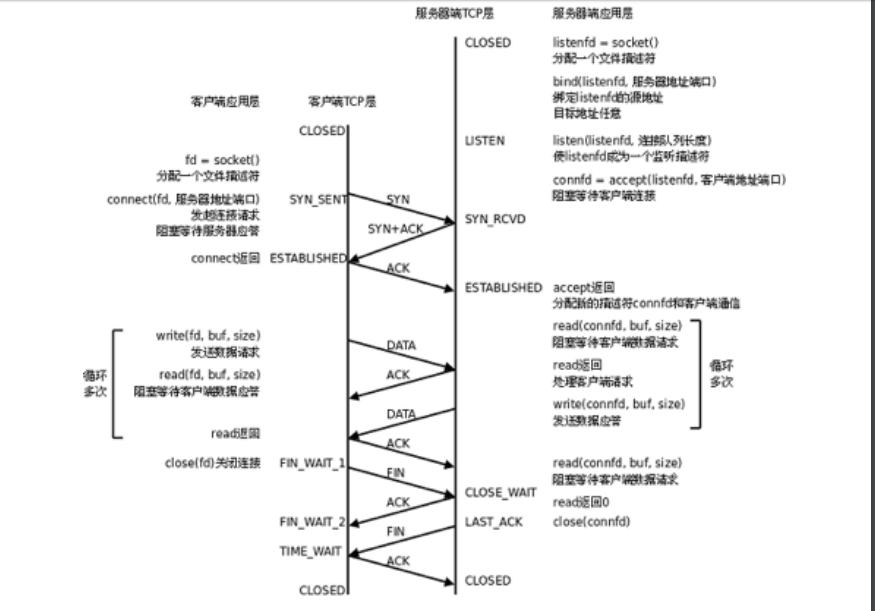 服务器端TCP层
服务器端应用层
CLOSED
listenfd = socket()
分配一个文件描述符
bind(listenfd, 服务器地址端口)
绑定listenfd的源地址
目标地址任意
客户端应用层
客户端TCP层
CLOSED
LISTEN
listen(listenfd, 连接队列长度)
使listenfd成为一个监听描述符
fd = socket()
分配一个文件描述符
connfd = accept(listenfd, 客户端地址端口)
阻塞等待客户端连接
connect(fd, 服务器地址端口)
发起连接请求
阻塞等待服务器应答
SYN_SENT
SYN
SYN_RCVD
SYN+ACK
connect返回
ESTABLISHED
ACK
ESTABLISHED
accept返回
分配新的描述符connfd和客户端通信
read(connfd, buf, size)
阻塞等待客户端数据请求
write(fd, buf, size)
发送数据请求
DATA
read返回
处理客户端请求
循环
多次
read(fd, buf, size)
阻塞等待客户端数据应答
ACK
循环
多次
write(connfd, buf, size)
发送数据应答
DATA
read返回
ACK
close(fd)关闭连接
FIN_WAIT_1
FIN
read(connfd, buf, size)
阻塞等待客户端数据请求
CLOSE_WAIT
read返回0
ACK
FIN_WAIT_2
LAST_ACK
close(connfd)
FIN
TIME_WAIT
ACK
CLOSED
CLOSED